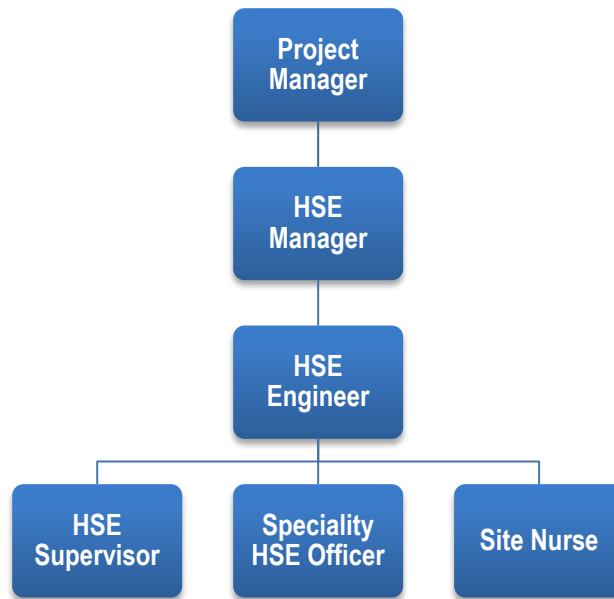 Project
Manager
HSE
Manager
HSE
Engineer
HSE
Supervisor
Speciality
HSE Officer
Site Nurse